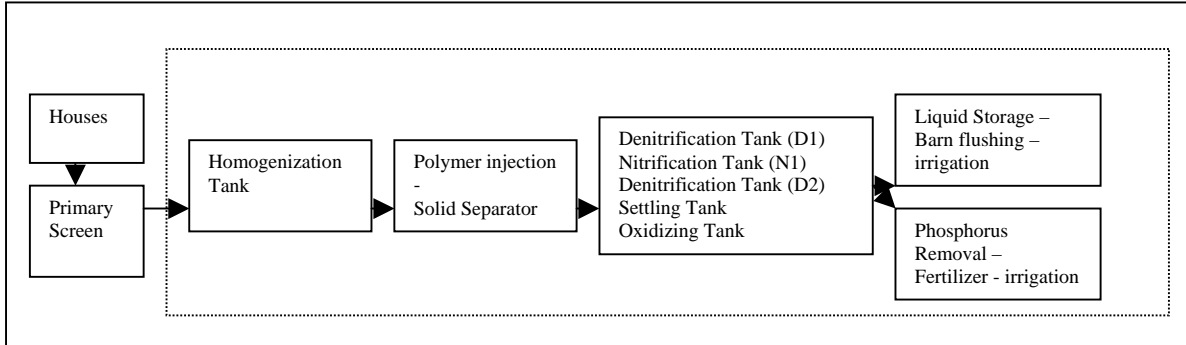 Houses
Primary
Screen
Homogenization
Tank
Polymer injection
-
Solid Separator
Denitrification Tank (D1)
Nitrification Tank (N1)
Denitrification Tank (D2)
Settling Tank
Oxidizing Tank
Liquid Storage –
Barn flushing –
irrigation
Phosphorus
Removal –
Fertilizer - irrigation